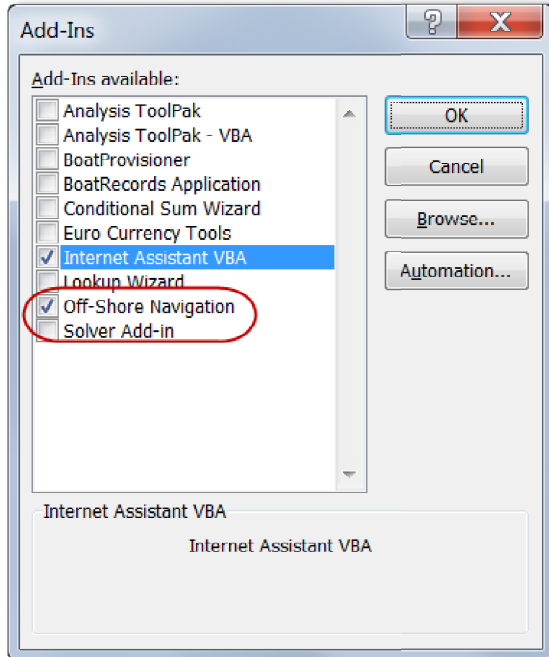 Add-Ins
Add-Ins available:
Analysis ToolPak
Analysis ToolPak - VBA
BoatProvisioner
BoatRecords Application
Conditional Sum Wizard
Euro Currency Tools
Internet Assistant VBA
Lookup Wizard
Off-Shore Navigation
Solver Add-in
OK
Cancel
Browse...
Automation...
Internet Assistant VBA
Internet Assistant VBA